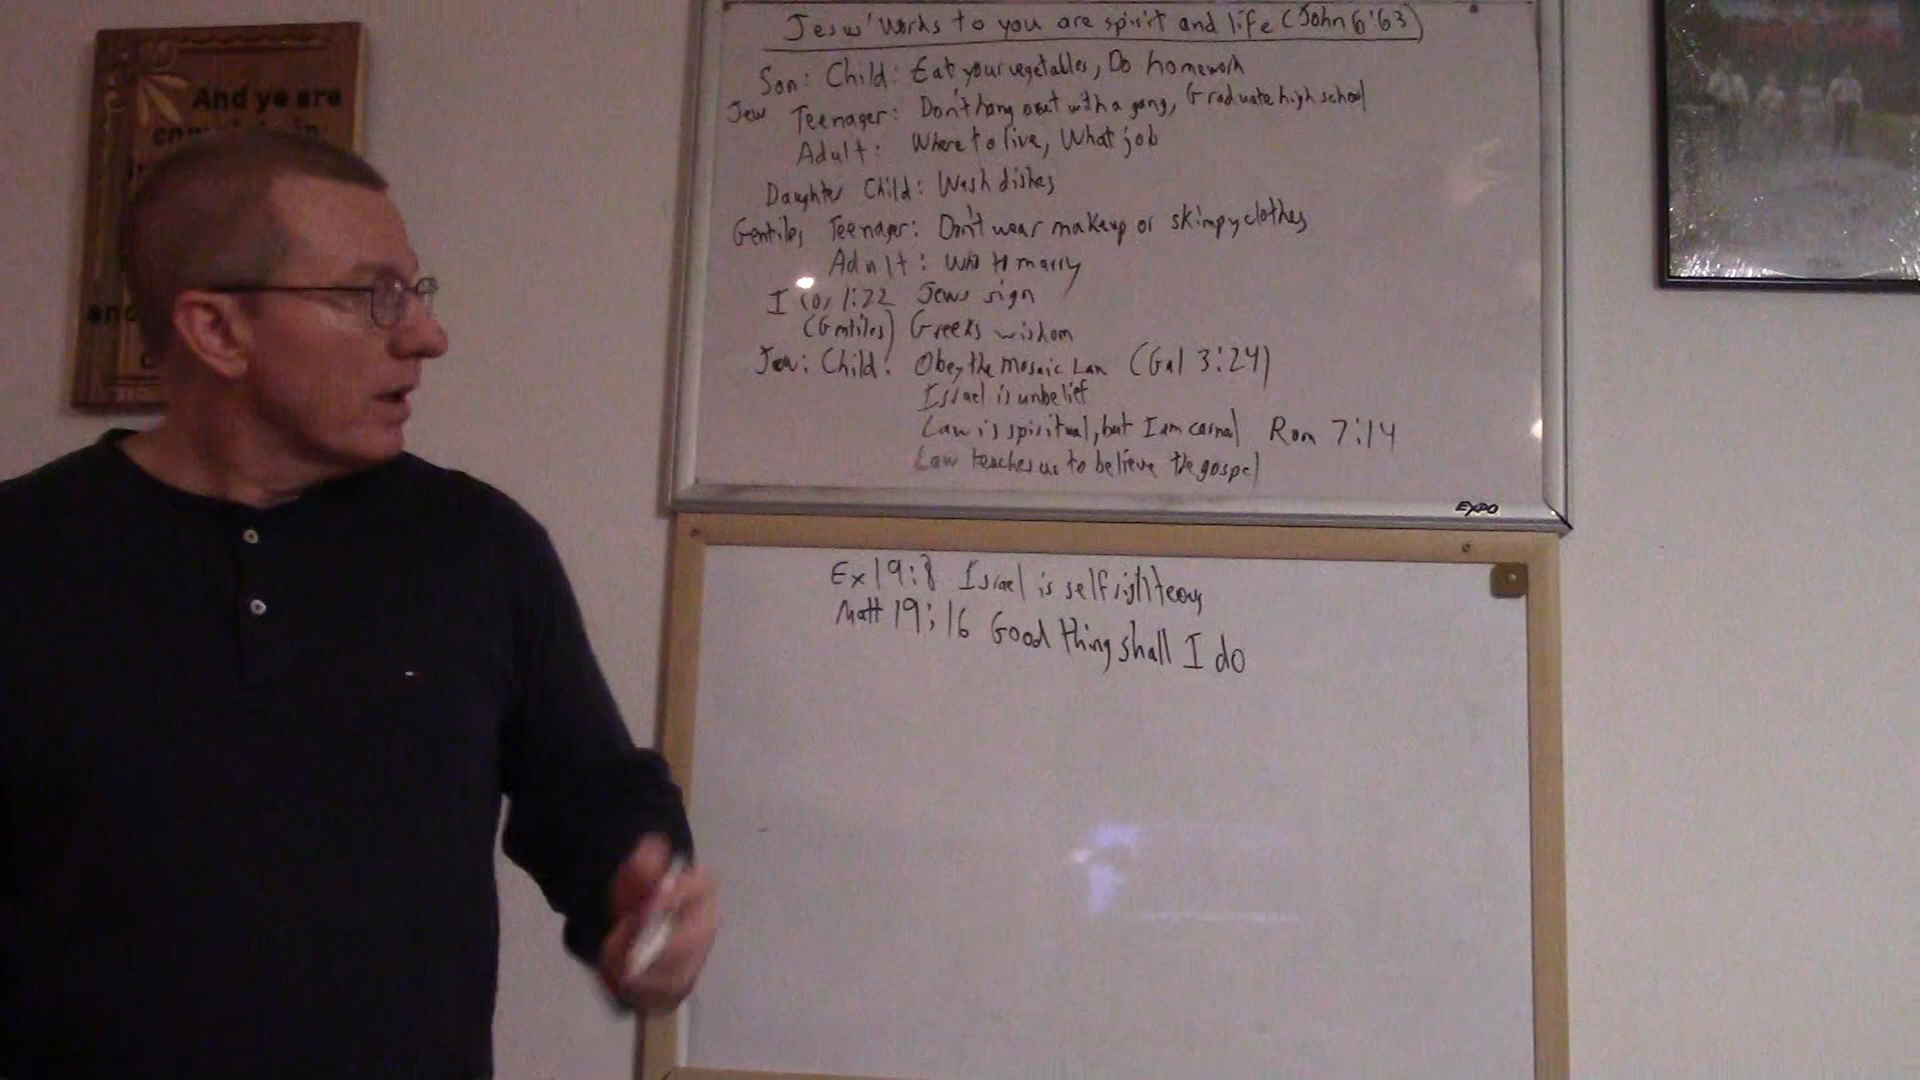 And ye are
and
Jesus' words to you are spirit and life (John 6:63)
Son: Child: Eat your vegetables, Do homework
Jew Teenager: Don't hang out with a gang, Graduate high school
Adult: Where to live, What job
Daughter Child: Wash dishes
Gentiles Teenager: Don't wear makeup or skimpy clothes
Adult: Who to marry
I Cor 1:22 Jews sign
(Gentiles) Greeks wisdom
Jew: Child: Obey the Mosaic Law (Gal 3:24)
Israel is unbelief
Law is spiritual, but I am carnal Rom 7:14
Law teaches us to believe the gospel
EXPO
Ex 19:8 Israel is self righteous
Matt 19:16 Good thing shall I do